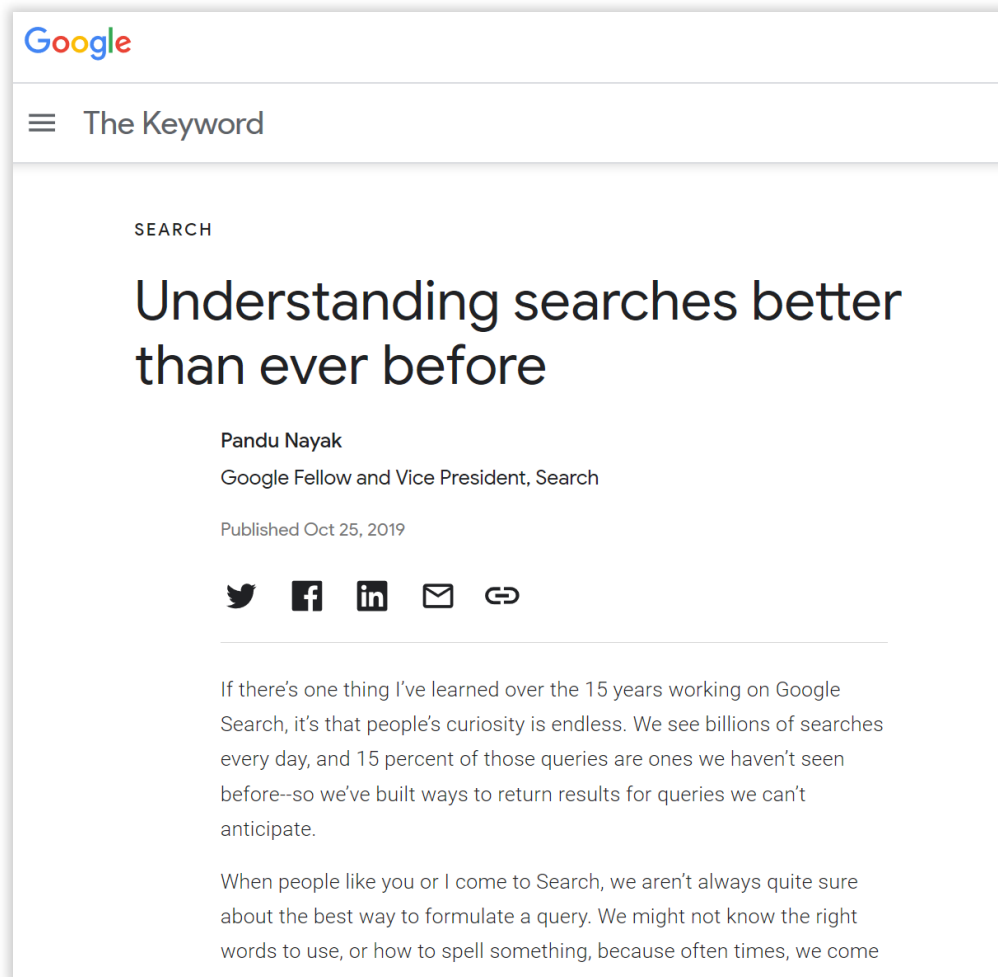 Google
The Keyword
SEARCH
Understanding searches better
than ever before
Pandu Nayak
Google Fellow and Vice President, Search
Published Oct 25, 2019
If there's one thing I've learned over the 15 years working on Google
Search, it's that people's curiosity is endless. We see billions of searches
every day, and 15 percent of those queries are ones we haven't seen
before--so we've built ways to return results for queries we can't
anticipate.
When people like you or I come to Search, we aren't always quite sure
about the best way to formulate a query. We might not know the right
words to use, or how to spell something, because often times, we come